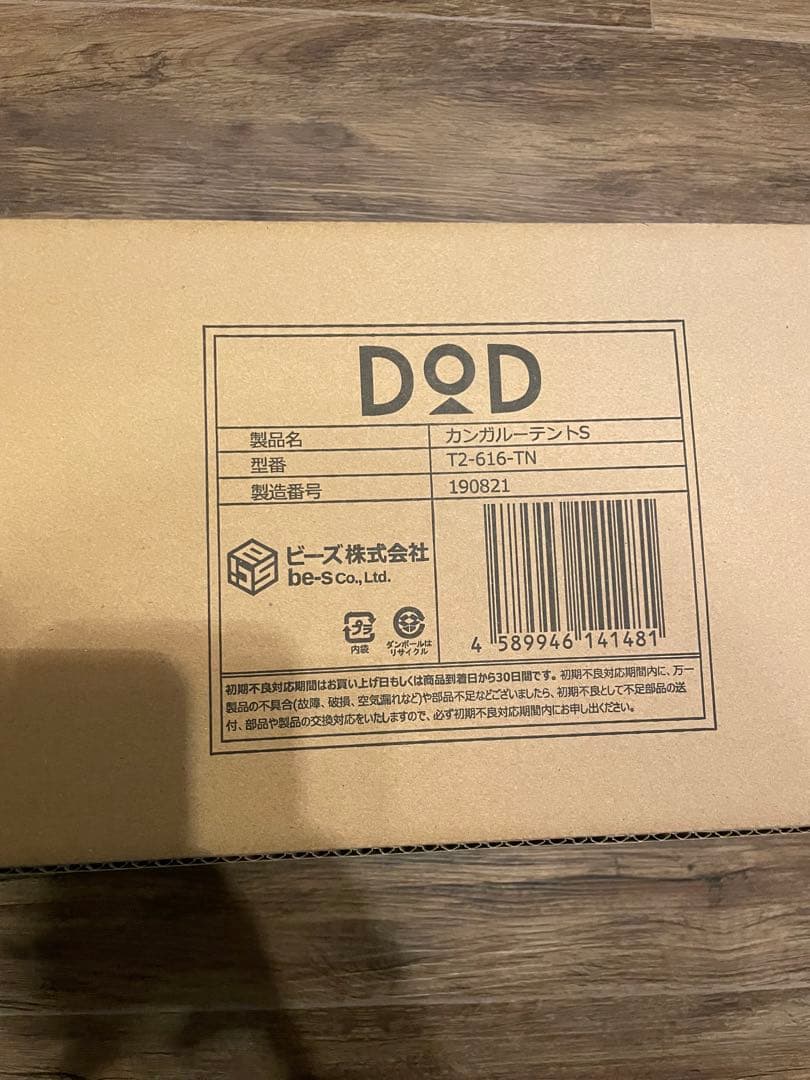 DOD
製品名 カンガルーテントS
型番 T2-616-TN
製造番号 190821
ビーズ株式会社
be-s Co., Ltd.
プラ
内袋
ダンボールは
リサイクル
4 589946 141481
初期不良対応期間はお買い上げ日もしくは商品到着日から30日間です。初期不良対応期間内に、万一
製品の不具合(故障、破損、空気漏れなど)や部品不足などございましたら、初期不良として不足部品の送
付、部品や製品の交換対応をいたしますので、必ず初期不良対応期間内にお申し出ください。